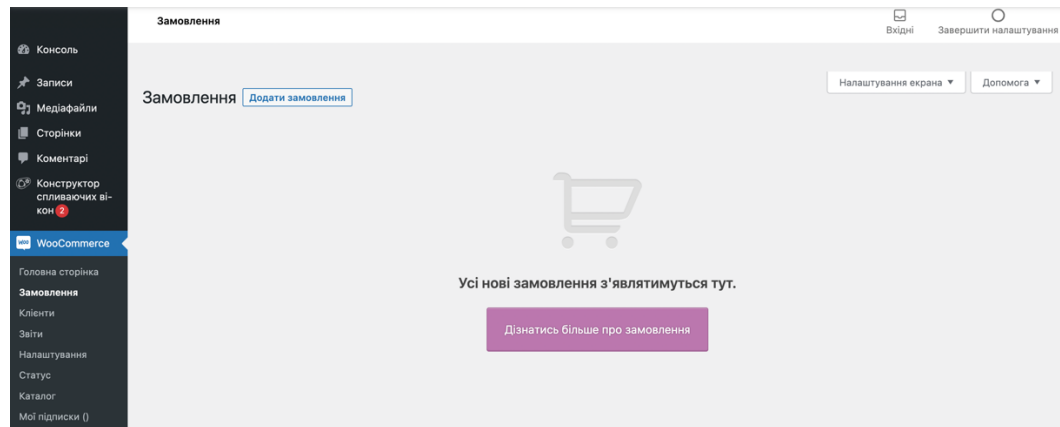 Замовлення
Вхідні
Завершити налаштування
Консоль
Записи
Медіафайли
Сторінки
Коментарі
Конструктор
спливаючих ві-
кон 2
WooCommerce
Головна сторінка
Замовлення
Клієнти
Звіти
Налаштування
Статус
Каталог
Мої підписки ()
Налаштування екрана
Допомога
Замовлення
Додати замовлення
Усі нові замовлення з'являтимуться тут.
Дізнатись більше про замовлення